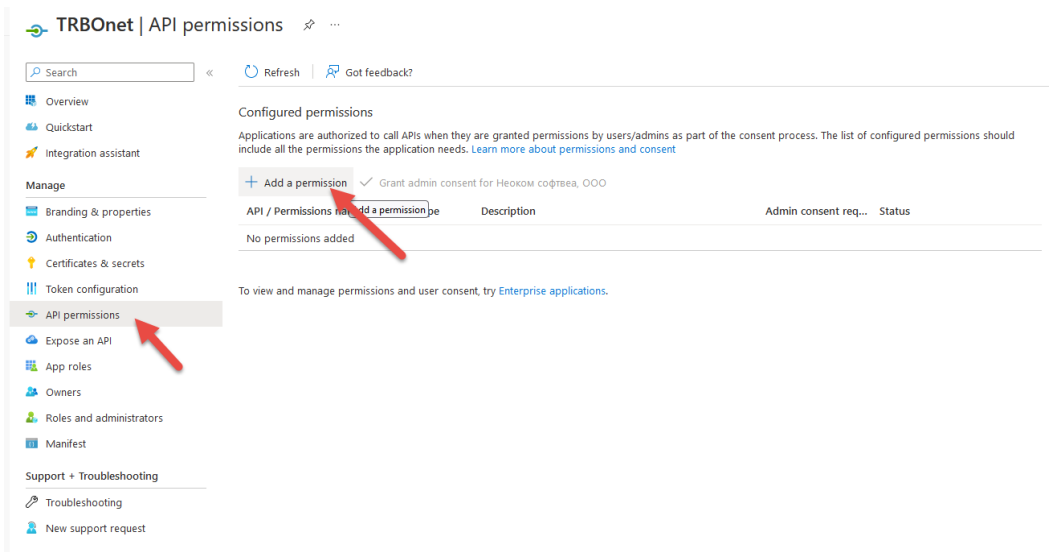 TRBOnet | API permissions
Search
«
Refresh
Got feedback?
Overview
Quickstart
Integration assistant
Manage
Branding & properties
Authentication
Certificates & secrets
Token configuration
API permissions
Expose an API
App roles
Owners
Roles and administrators
Manifest
Support + Troubleshooting
Troubleshooting
New support request
Configured permissions
Applications are authorized to call APIs when they are granted permissions by users/admins as part of the consent process. The list of configured permissions should
include all the permissions the application needs. Learn more about permissions and consent
Add a permission
Grant admin consent for Неоком софтвеа, ООО
API / Permissions
Add a permission
Description
Admin consent req...
Status
No permissions added
To view and manage permissions and user consent, try Enterprise applications.